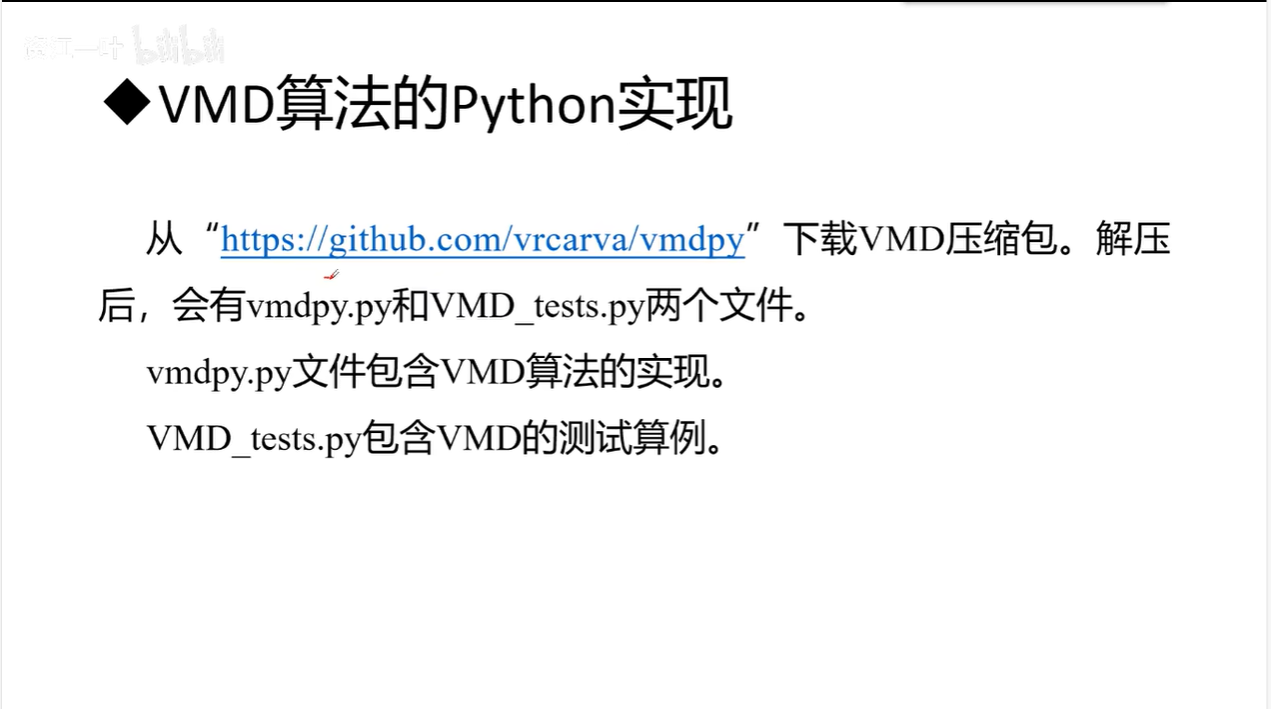 bilibili
◆VMD算法的Python实现
从“https://github.com/vrcarva/vmdpy”下载VMD压缩包。解压
后，会有vmdpy.py和VMD_tests.py两个文件。
vmdpy.py文件包含VMD算法的实现。
VMD_tests.py包含VMD的测试算例。